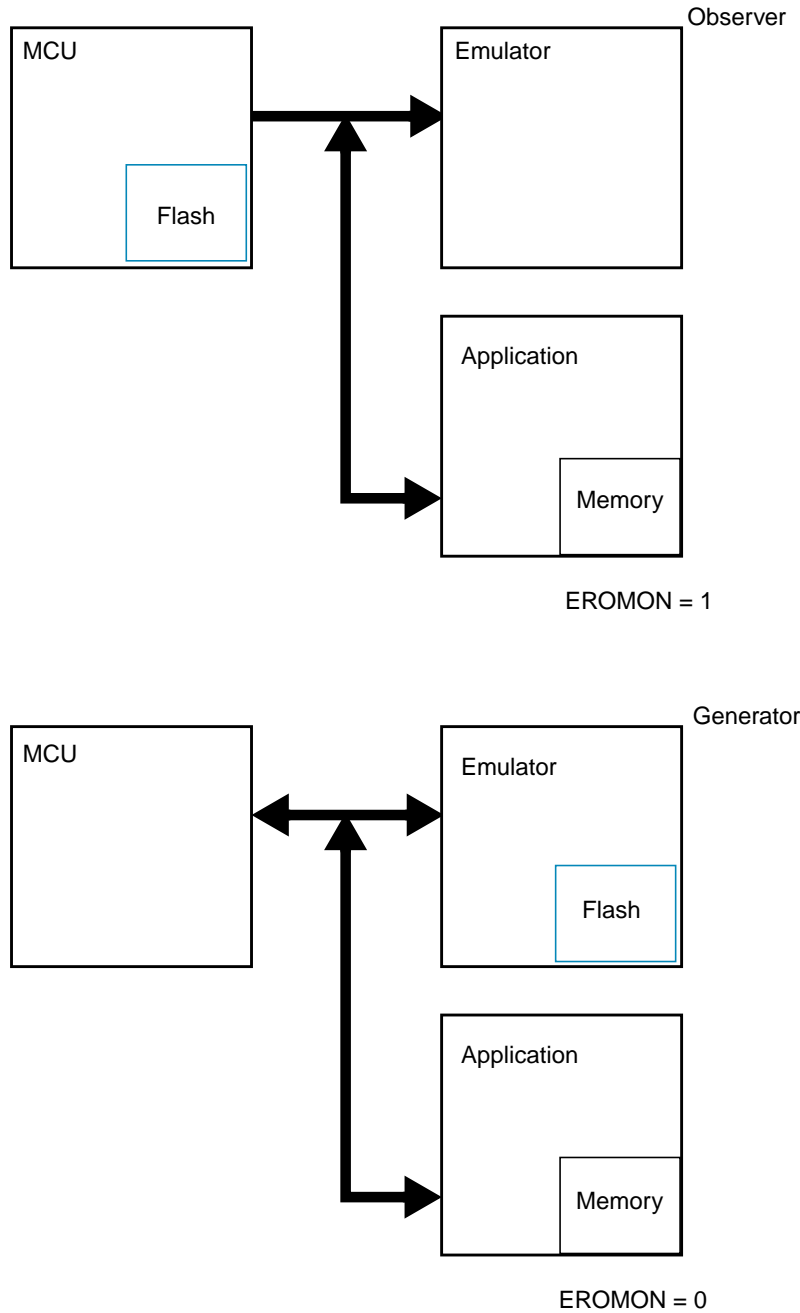 Observer
MCU
Emulator
Flash
Application
Memory
EROMON = 1
Generator
MCU
Emulator
Flash
Application
Memory
EROMON = 0